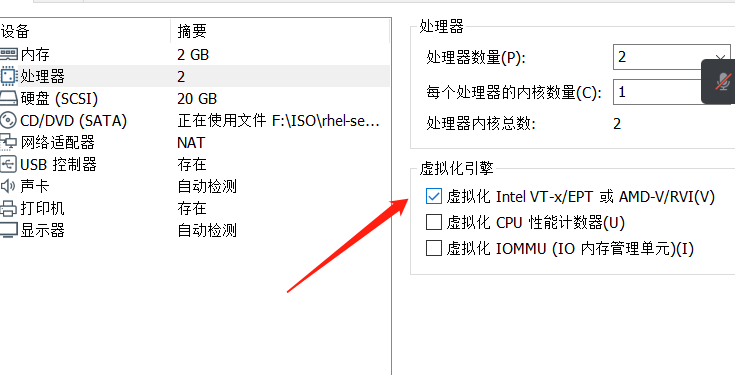 设备 摘要
内存 2 GB
处理器 2
硬盘 (SCSI) 20 GB
CD/DVD (SATA) 正在使用文件 F:\ISO\rhel-se...
网络适配器 NAT
USB 控制器 存在
声卡 自动检测
打印机 存在
显示器 自动检测
处理器
处理器数量(P): 2
每个处理器的内核数量(C): 1
处理器内核总数: 2
虚拟化引擎
虚拟化 Intel VT-x/EPT 或 AMD-V/RVI(V)
虚拟化 CPU 性能计数器(U)
虚拟化 IOMMU (IO 内存管理单元)(I)